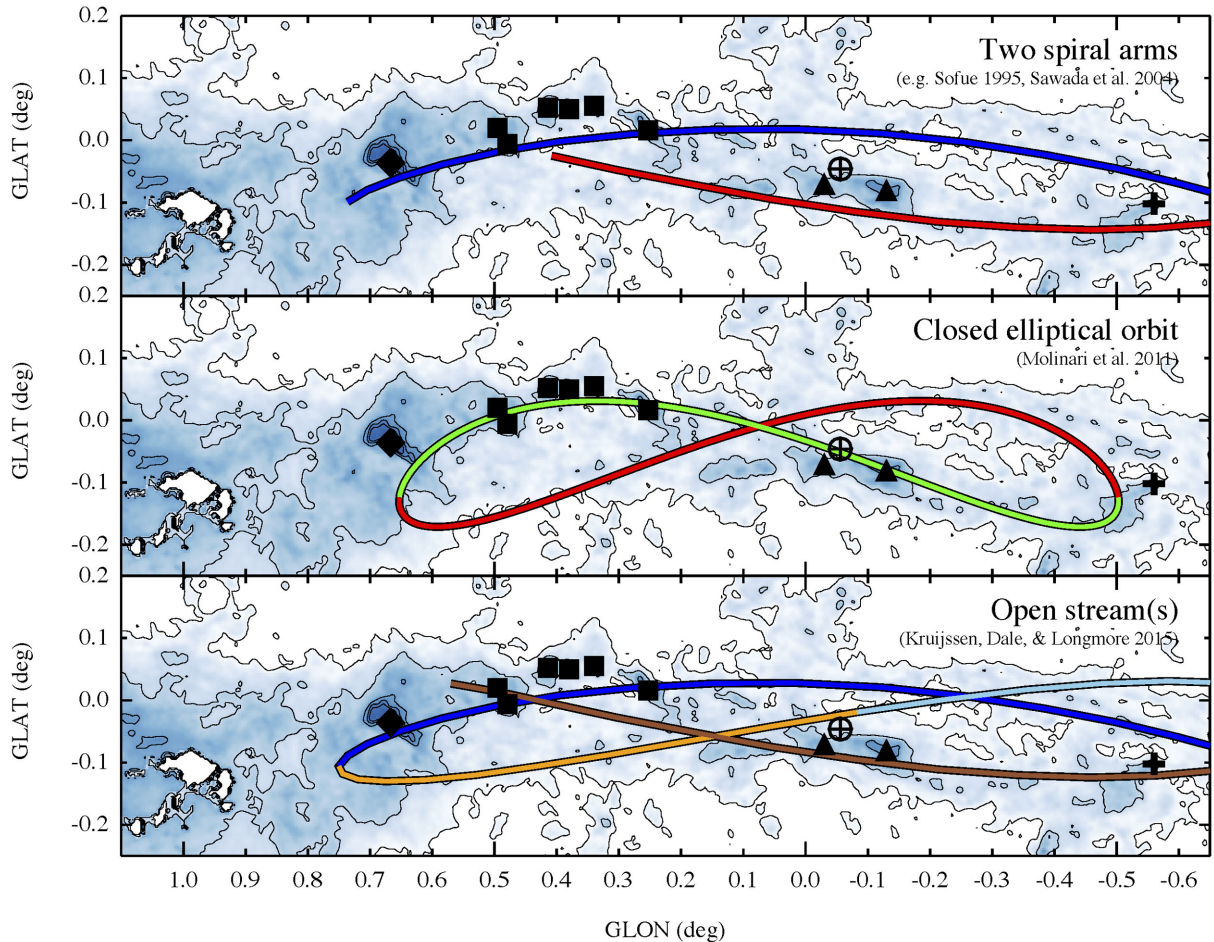 0.2
0.1
0.0
-0.1
-0.2
GLAT (deg)
Two spiral arms
(e.g. Sofue 1995, Sawada et al. 2004)
0.2
0.1
0.0
-0.1
-0.2
GLAT (deg)
Closed elliptical orbit
(Molinari et al. 2011)
0.2
0.1
0.0
-0.1
-0.2
GLAT (deg)
Open stream(s)
(Kruijssen, Dale, & Longmore 2015)
1.0 0.9 0.8 0.7 0.6 0.5 0.4 0.3 0.2 0.1 0.0 -0.1 -0.2 -0.3 -0.4 -0.5 -0.6
GLON (deg)